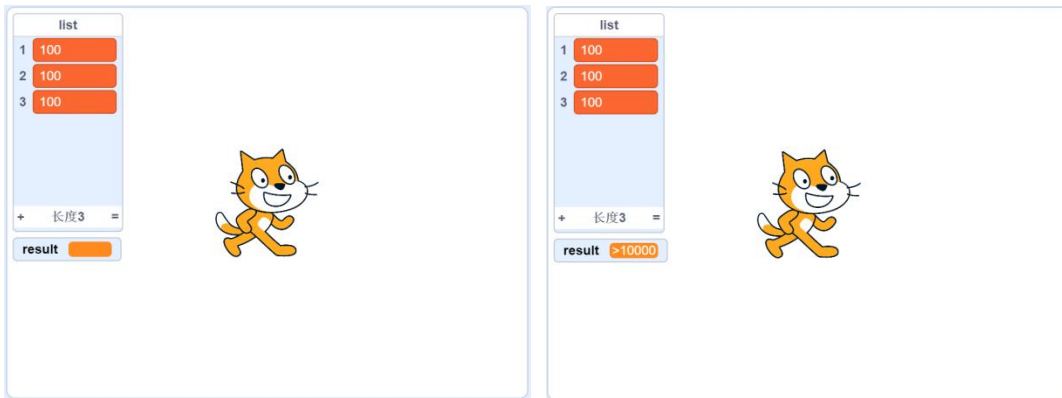 list
1 100
2 100
3 100
+ 长度3 =
result
list
1 100
2 100
3 100
+ 长度3 =
result >10000